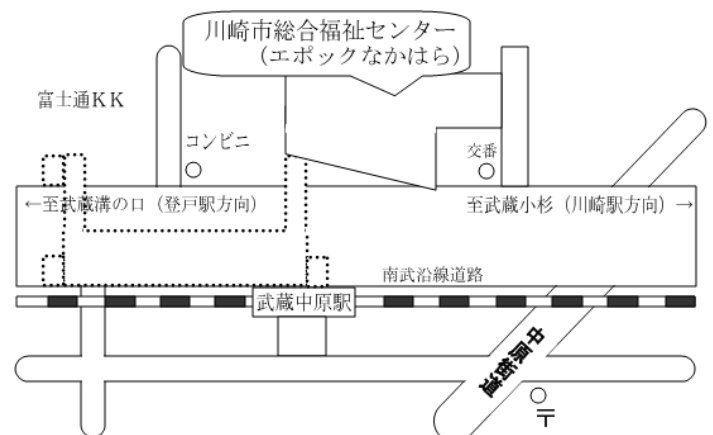 川崎市総合福祉センター
(エポックなかはら)
富士通KK
コンビニ
交番
←至武蔵溝の口（登戸駅方向）
至武蔵小杉（川崎駅方向）→
南武沿線道路
武蔵中原駅
中原街道
〒